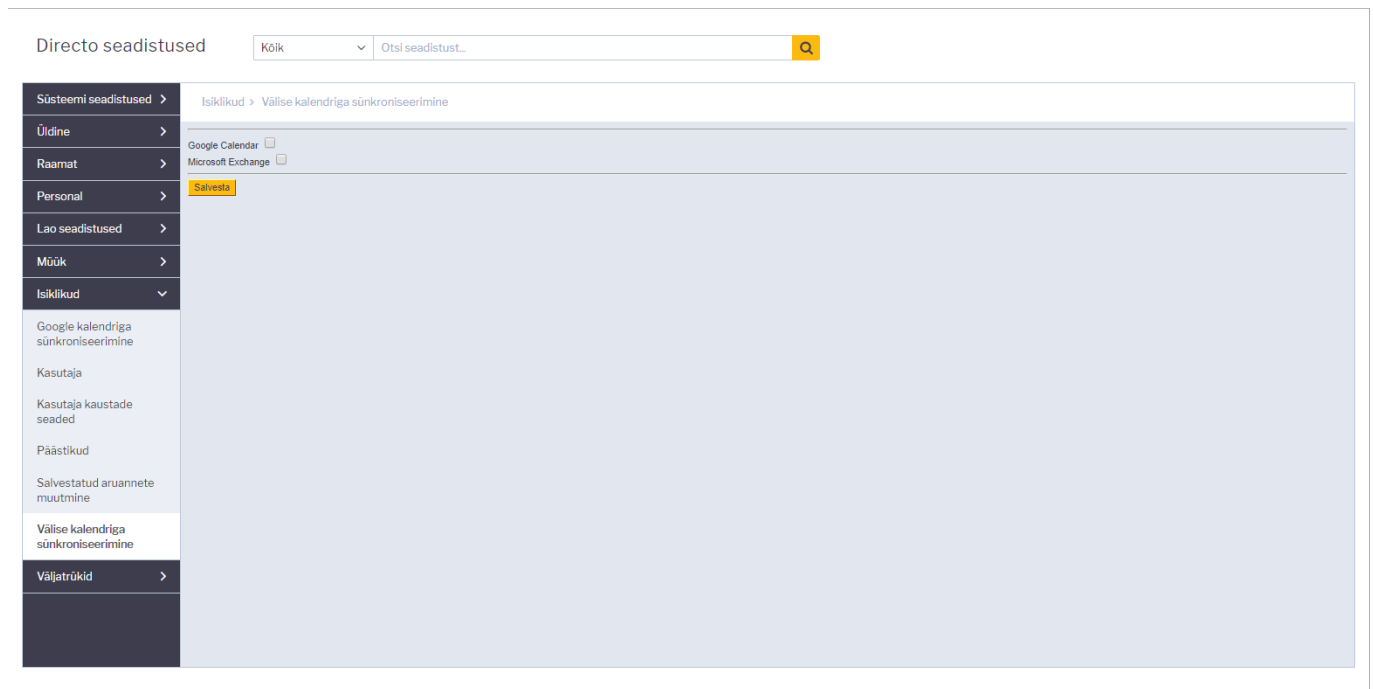 Directo seadistused
Kõik
Otsi seadistust...
Süsteemi seadistused
Üldine
Raamat
Personal
Lao seadistused
Müük
Isiklikud
Google kalendriga
sünkroniseerimine
Kasutaja
Kasutaja kaustade
seaded
Päästikud
Salvestatud aruannete
muutmine
Välise kalendriga
sünkroniseerimine
Väljatrükid
Isiklikud > Välise kalendriga sünkroniseerimine
Google Calendar
Microsoft Exchange
Salvesta